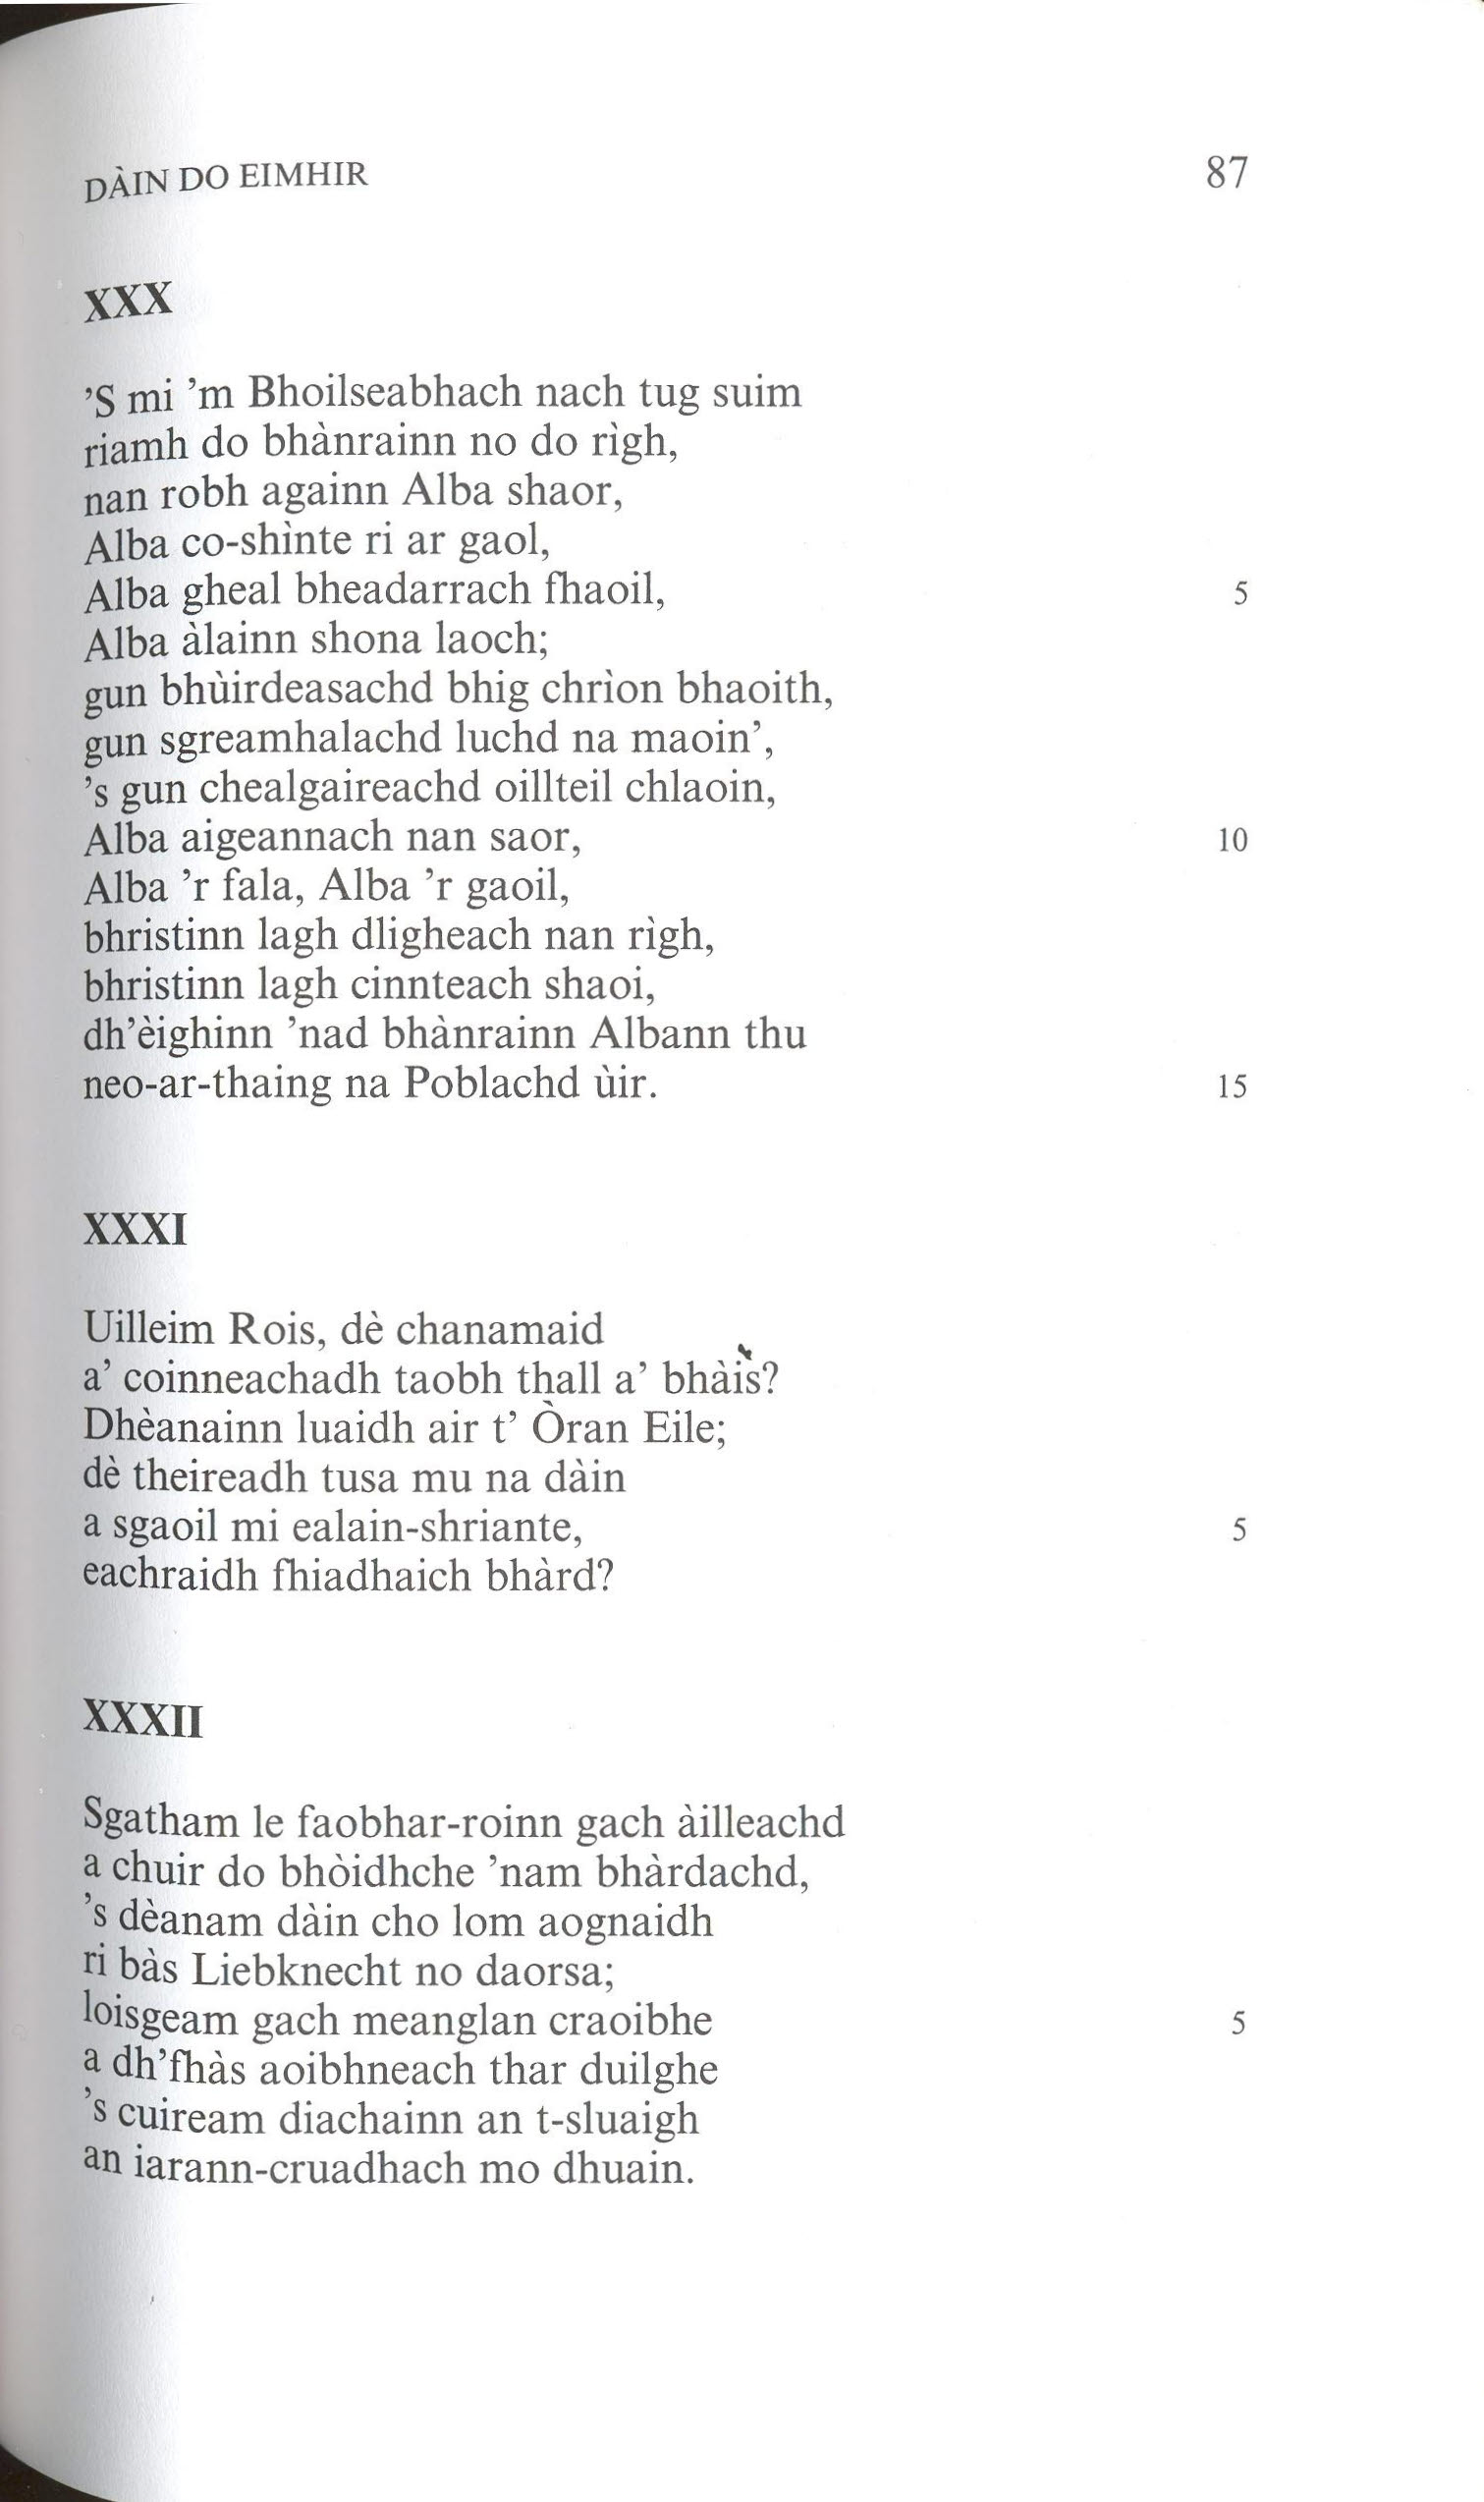 DÀIN DO EIMHIR 87
XXX
’S mi ’m Bhoilseabhach nach tug suim
riamh do bhànrainn no do rìgh,
nan robh againn Alba shaor,
Alba co-shìnte ri ar gaol,
Alba gheal bheadarrach fhaoil, 5
Alba àlainn shona laoch;
gun bhùirdeasachd bhig chrìon bhaoith,
gun sgreamhalachd luchd na maoin’,
’s gun chealgaireachd oillteil chlaoin,
Alba aigeannach nan saor, 10
Alba ’r fala, Alba ’r gaoil,
bhristinn lagh dligheach nan rìgh,
bhristinn lagh cinnteach shaoi,
dh’èighinn ’nad bhànrainn Albann thu
neo-ar-thaing na Poblachd ùir. 15
XXXI
Uilleim Rois, dè chanamaid
a’ coinneachadh taobh thall a’ bhàis?
Dhèanainn luaidh air t’ Òran Eile;
dè theireadh tusa mu na dàin
a sgaoil mi ealain-shriante, 5
eachraidh fhiadhaich bhàrd?
XXXII
Sgatham le faobhar-roinn gach àilleachd
a chuir do bhòidhche ’nam bhàrdachd,
’s dèanam dàin cho lom aognaidh
ri bàs Liebknecht no daorsa;
loisgeam gach meanglan craoibhe 5
a dh’fhàs aoibhneach thar duilghe
’s cuiream diachainn an t-sluaigh
an iarann-cruadhach mo dhuain.